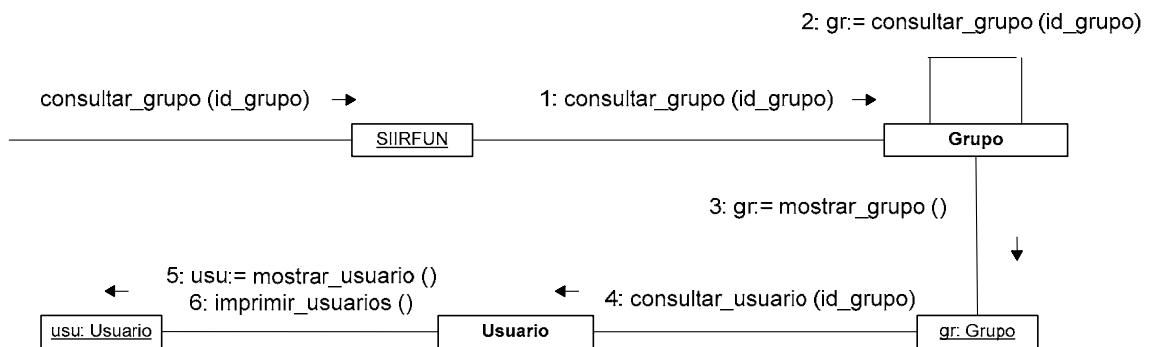 2: gr:= consultar_grupo (id_grupo)
consultar_grupo (id_grupo)
1: consultar_grupo (id_grupo)
SIIRFUN
Grupo
3: gr:= mostrar_grupo ()
5: usu:= mostrar_usuario ()
6: imprimir_usuarios ()
4: consultar_usuario (id_grupo)
usu: Usuario
Usuario
gr: Grupo